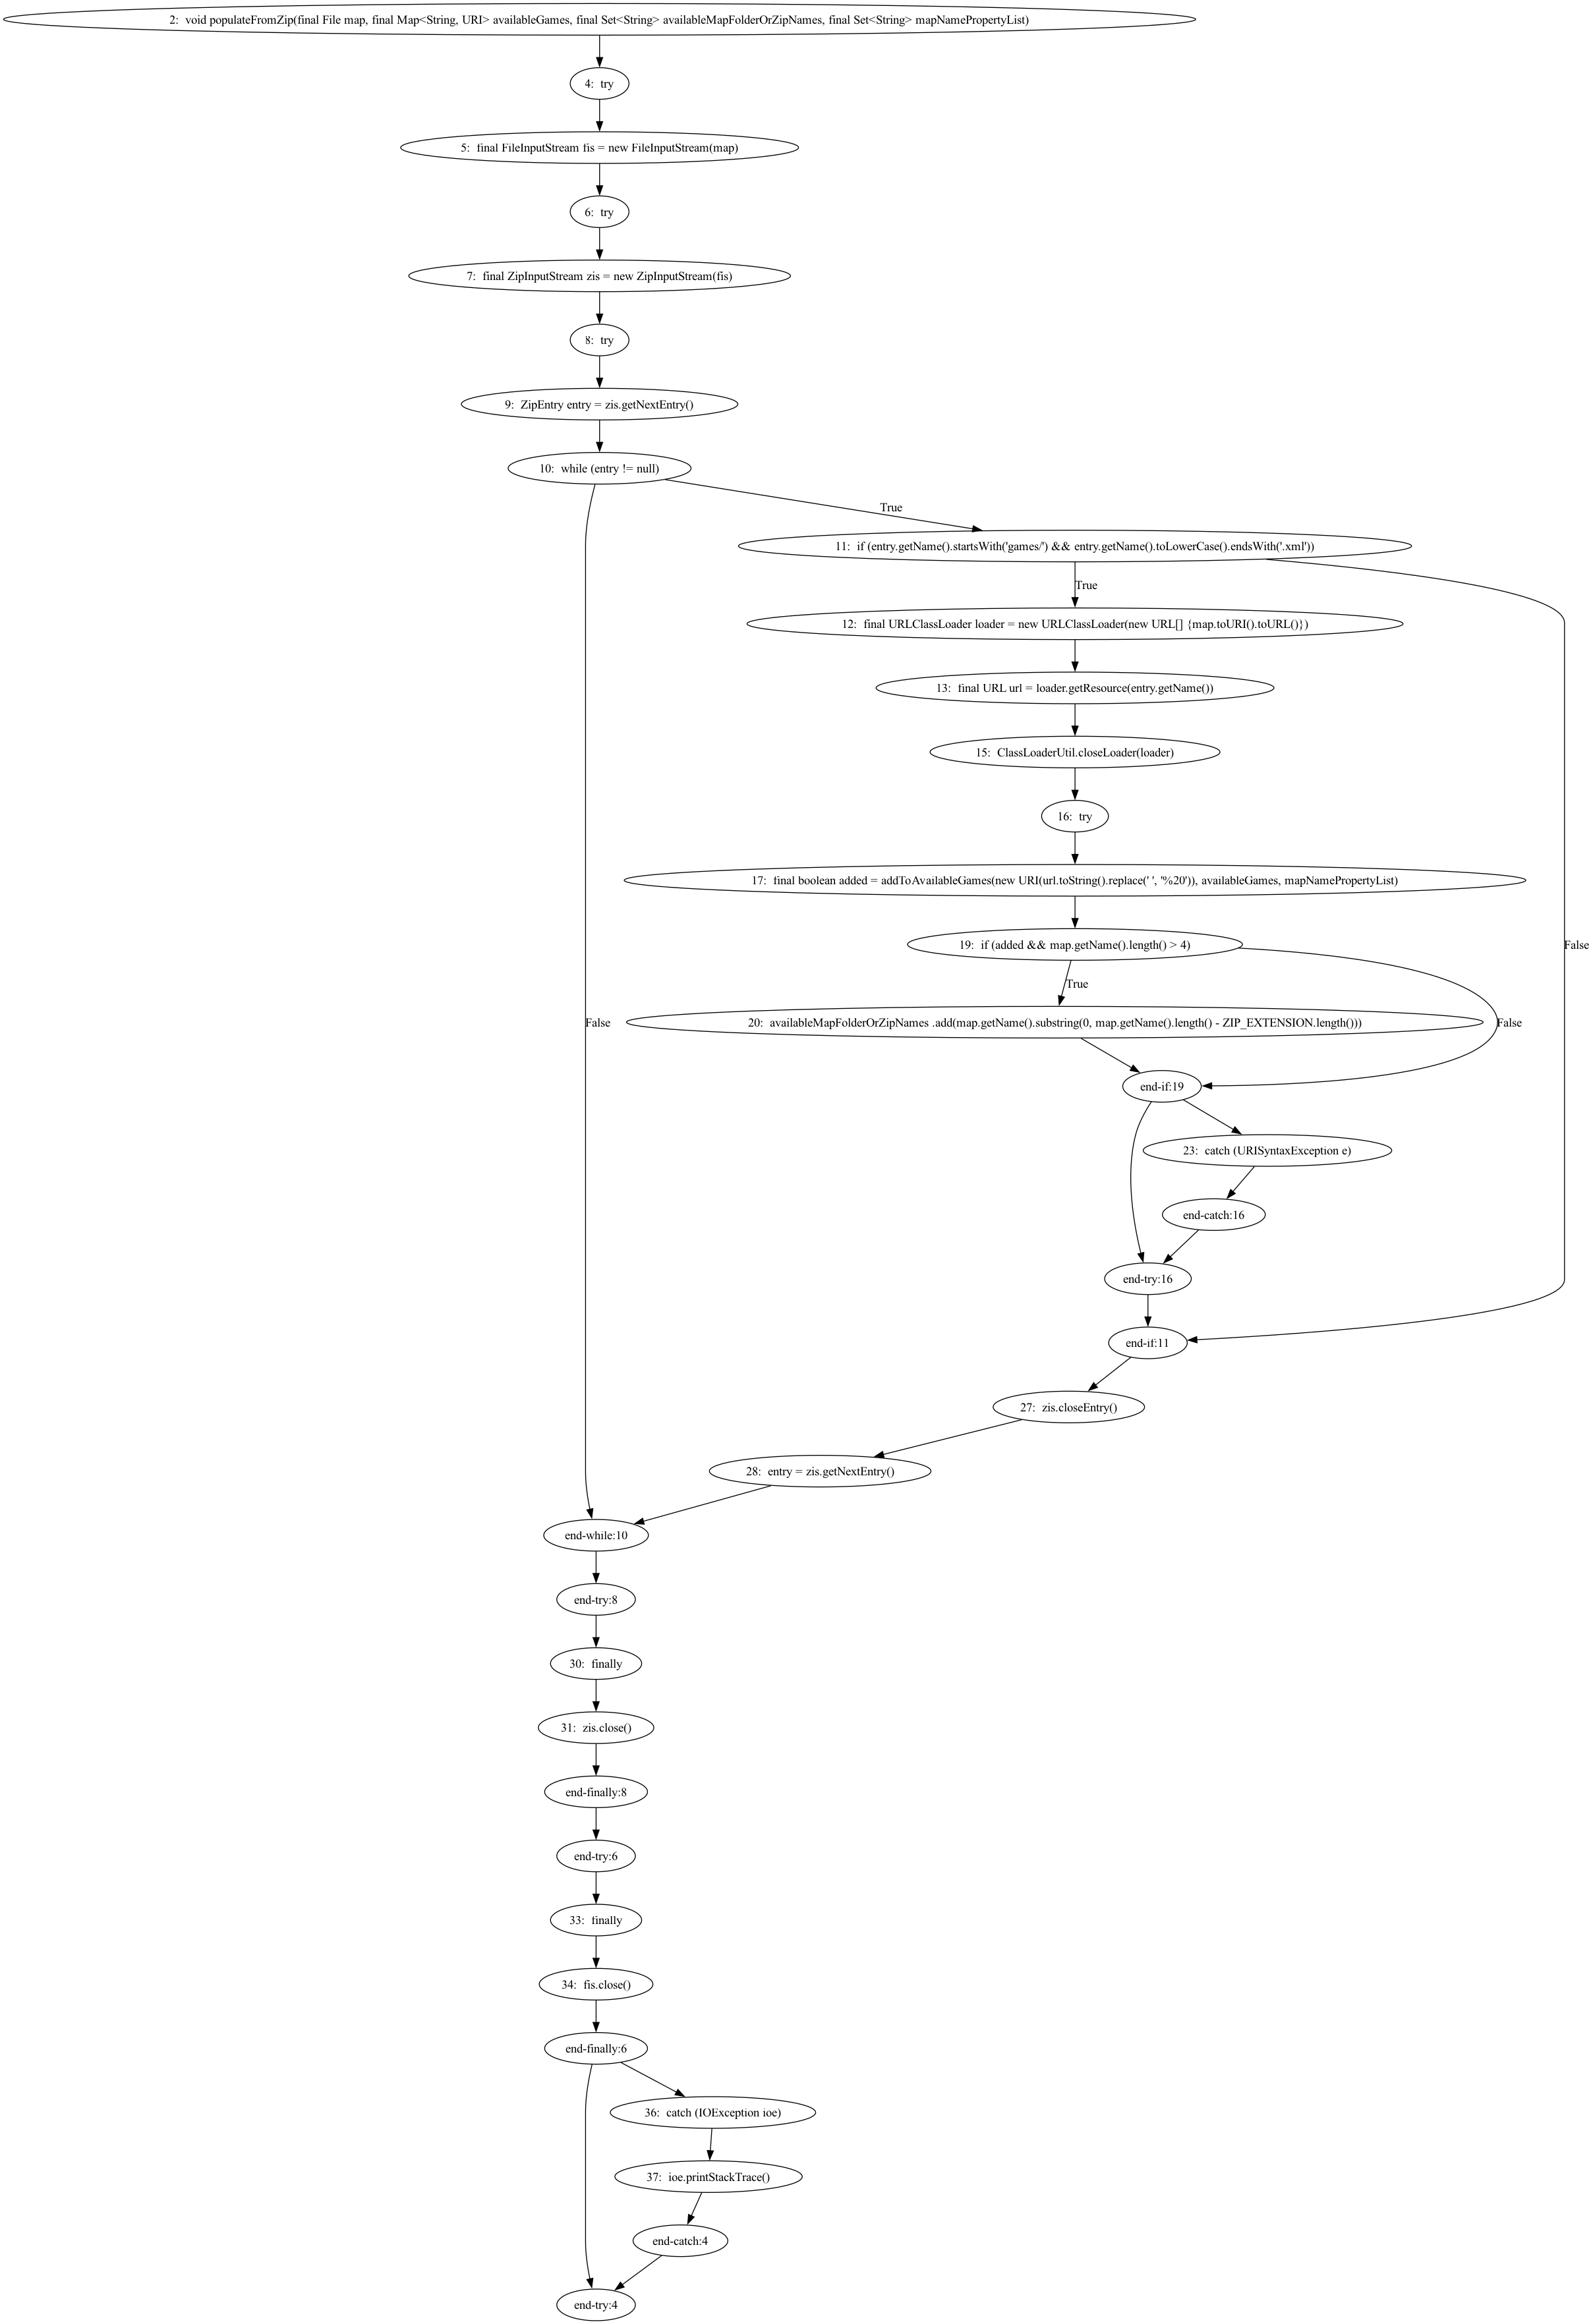 2:  void populateFromZip(final File map, final Map<String, URI> availableGames, final Set<String> availableMapFolderOrZipNames, final Set<String> mapNamePropertyList)
4:  try
5:  final FileInputStream fis = new FileInputStream(map)
6:  try
7:  final ZipInputStream zis = new ZipInputStream(fis)
8:  try
9:  ZipEntry entry = zis.getNextEntry()
10:  while (entry != null)
True
11:  if (entry.getName().startsWith('games/') && entry.getName().toLowerCase().endsWith('.xml'))
True
12:  final URLClassLoader loader = new URLClassLoader(new URL[] {map.toURI().toURL()})
13:  final URL url = loader.getResource(entry.getName())
15:  ClassLoaderUtil.closeLoader(loader)
16:  try
17:  final boolean added = addToAvailableGames(new URI(url.toString().replace(' ', '%20')), availableGames, mapNamePropertyList)
19:  if (added && map.getName().length() > 4)
False
True
20:  availableMapFolderOrZipNames .add(map.getName().substring(0, map.getName().length() - ZIP_EXTENSION.length()))
False
False
end-if:19
23:  catch (URISyntaxException e)
end-catch:16
end-try:16
end-if:11
27:  zis.closeEntry()
28:  entry = zis.getNextEntry()
end-while:10
end-try:8
30:  finally
31:  zis.close()
end-finally:8
end-try:6
33:  finally
34:  fis.close()
end-finally:6
36:  catch (IOException ioe)
37:  ioe.printStackTrace()
end-catch:4
end-try:4